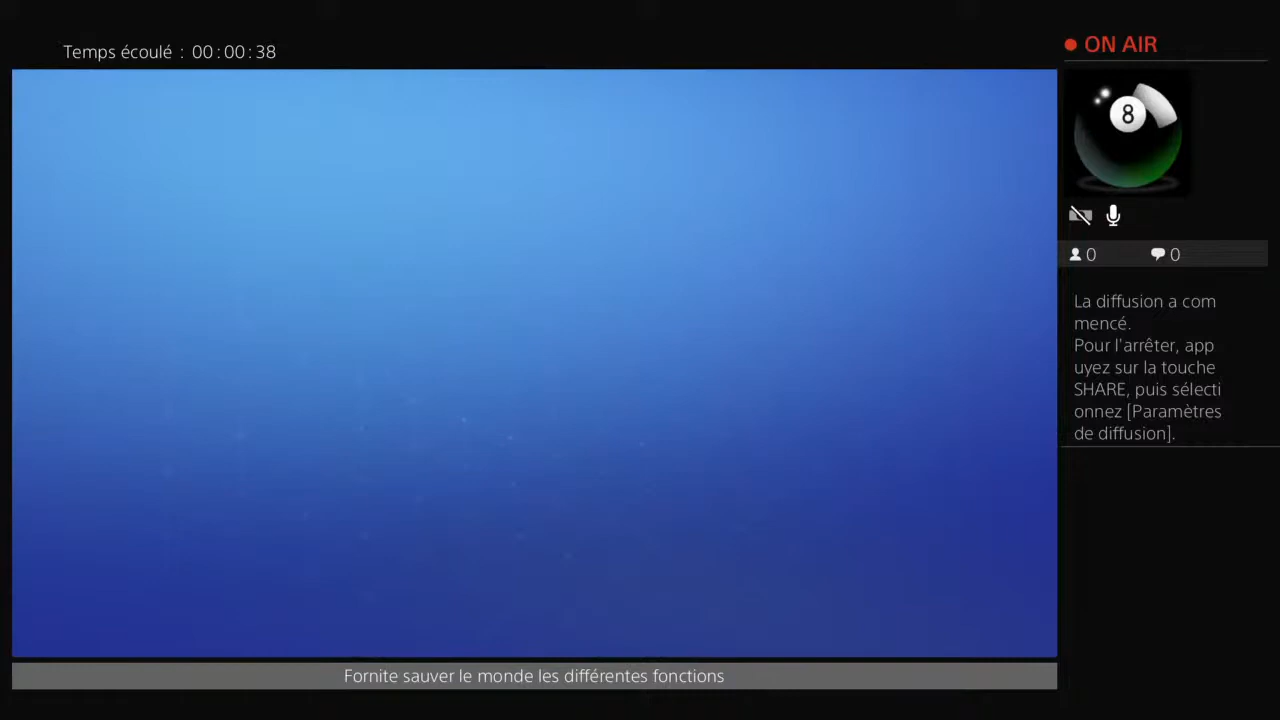 Temps écoulé : 00:00:38
ON AIR
8
0 0
La diffusion a com
mencé.
Pour l'arrêter, app
uyez sur la touche
SHARE, puis sélecti
onnez [Paramètres
de diffusion].
Fornite sauver le monde les différentes fonctions